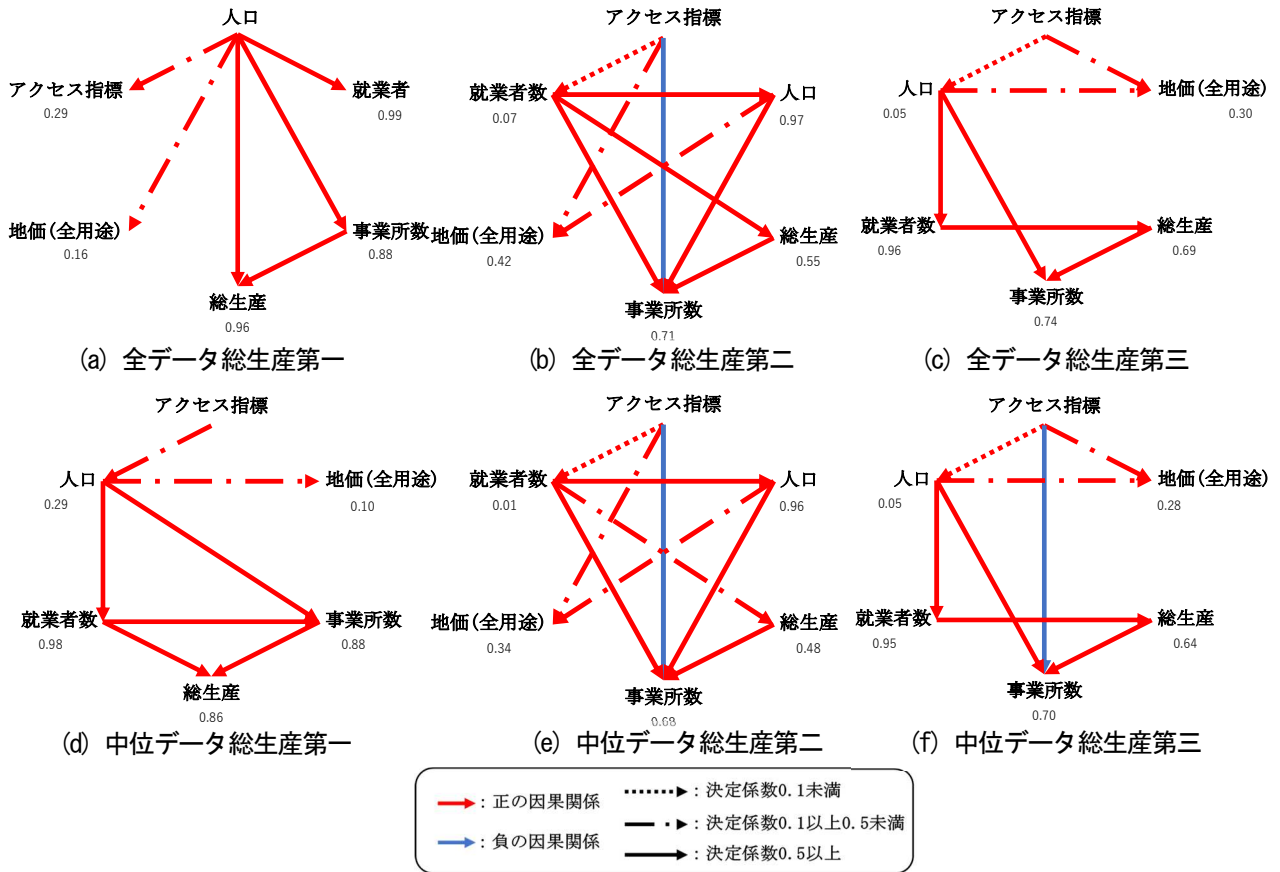 人口
アクセス指標
0.29
就業者
0.99
地価(全用途)
0.16
事業所数
0.88
総生産
0.96
(a) 全データ総生産第一
アクセス指標
就業者数
0.07
人口
0.97
地価(全用途)
0.42
総生産
0.55
事業所数
0.71
(b) 全データ総生産第二
アクセス指標
人口
0.05
地価(全用途)
0.30
就業者数
0.96
総生産
0.69
事業所数
0.74
(c) 全データ総生産第三
アクセス指標
人口
0.29
地価(全用途)
0.10
就業者数
0.98
事業所数
0.88
総生産
0.86
(d) 中位データ総生産第一
アクセス指標
就業者数
0.01
人口
0.96
地価(全用途)
0.34
総生産
0.48
事業所数
0.68
(e) 中位データ総生産第二
アクセス指標
人口
0.05
地価(全用途)
0.28
就業者数
0.95
総生産
0.64
事業所数
0.70
(f) 中位データ総生産第三
:正の因果関係
:負の因果関係
:決定係数0.1未満
:決定係数0.1以上0.5未満
:決定係数0.5以上